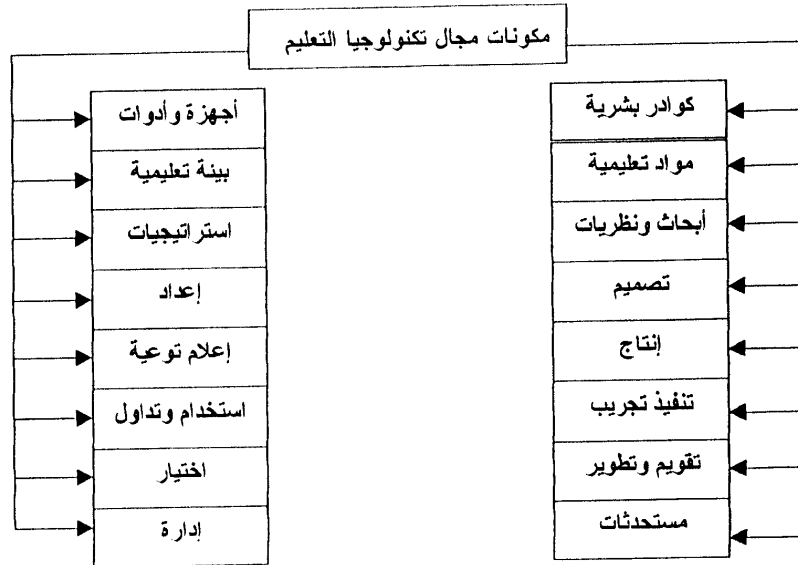 مكونات مجال تكنولوجيا التعليم
كوادر بشرية
مواد تعليمية
أبحاث ونظريات
تصميم
إنتاج
تنفيذ تجريب
تقويم وتطوير
مستحدثات
أجهزة وأدوات
بيئة تعليمية
استراتيجيات
إعداد
إعلام توعية
استخدام وتداول
اختيار
إدارة